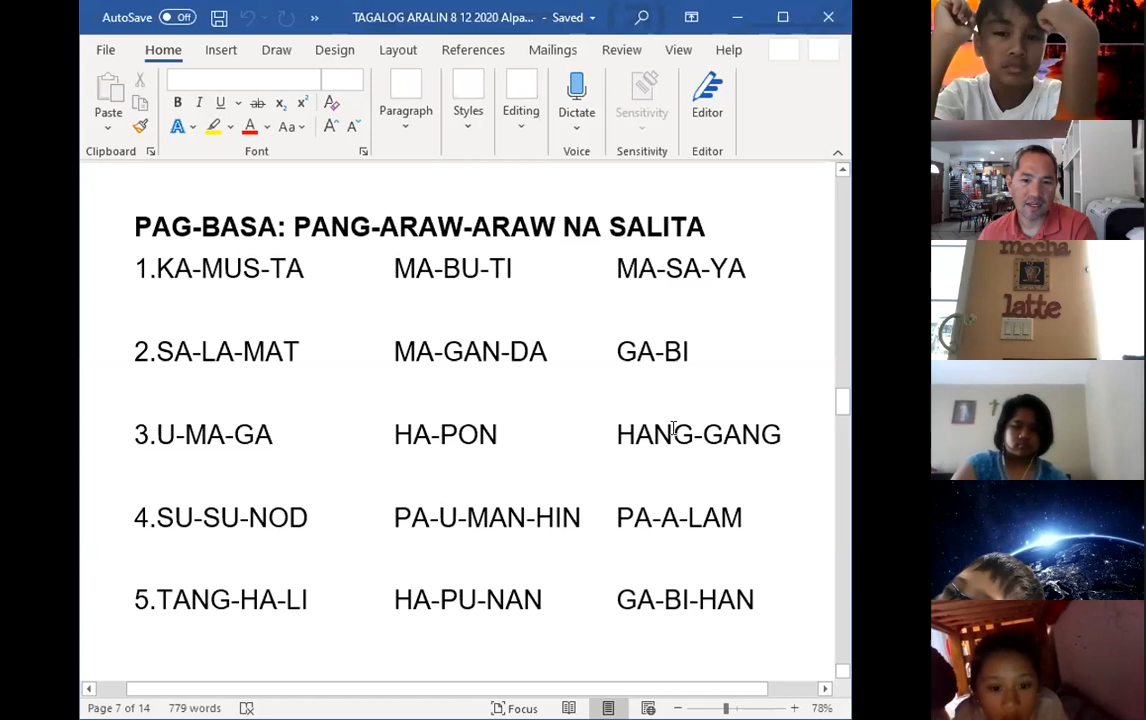 AutoSave Off TAGALOG ARALIN 8 12 2020 Alpa... - Saved
File Home Insert Draw Design Layout References Mailings Review View Help
Paste B I U ab x₂ x² Paragraph Styles Editing Dictate Sensitivity Editor
A A Aa A A
Clipboard Font Voice Sensitivity Editor
PAG-BASA: PANG-ARAW-ARAW NA SALITA
1.KA-MUS-TA MA-BU-TI MA-SA-YA
2.SA-LA-MAT MA-GAN-DA GA-BI
3.U-MA-GA HA-PON HANG-GANG
4.SU-SU-NOD PA-U-MAN-HIN PA-A-LAM
5.TANG-HA-LI HA-PU-NAN GA-BI-HAN
Page 7 of 14 779 words Focus 78%
mocha
latte